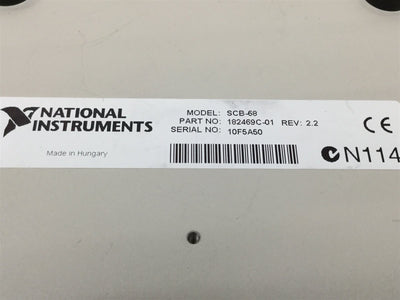 NATIONAL
INSTRUMENTS
Made in Hungary
MODEL: SCB-68
PART NO: 182469C-01 REV: 2.2
SERIAL NO: 10F5A50
CE
N114